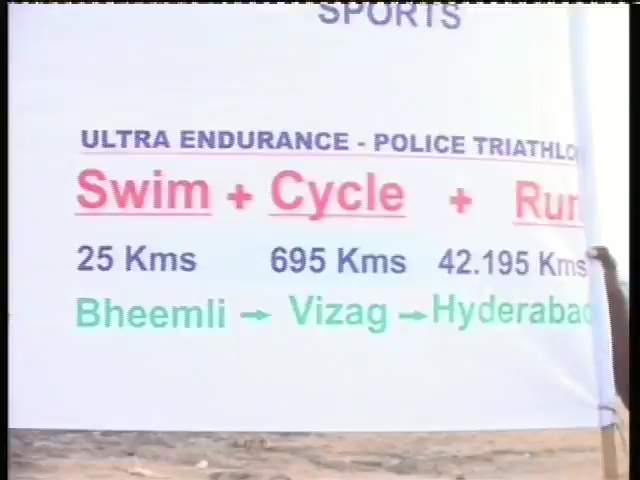 SPORTS
ULTRA ENDURANCE - POLICE TRIATHLO
Swim + Cycle + Run
25 Kms 695 Kms 42.195 Kms
Bheemli → Vizag → Hyderabad